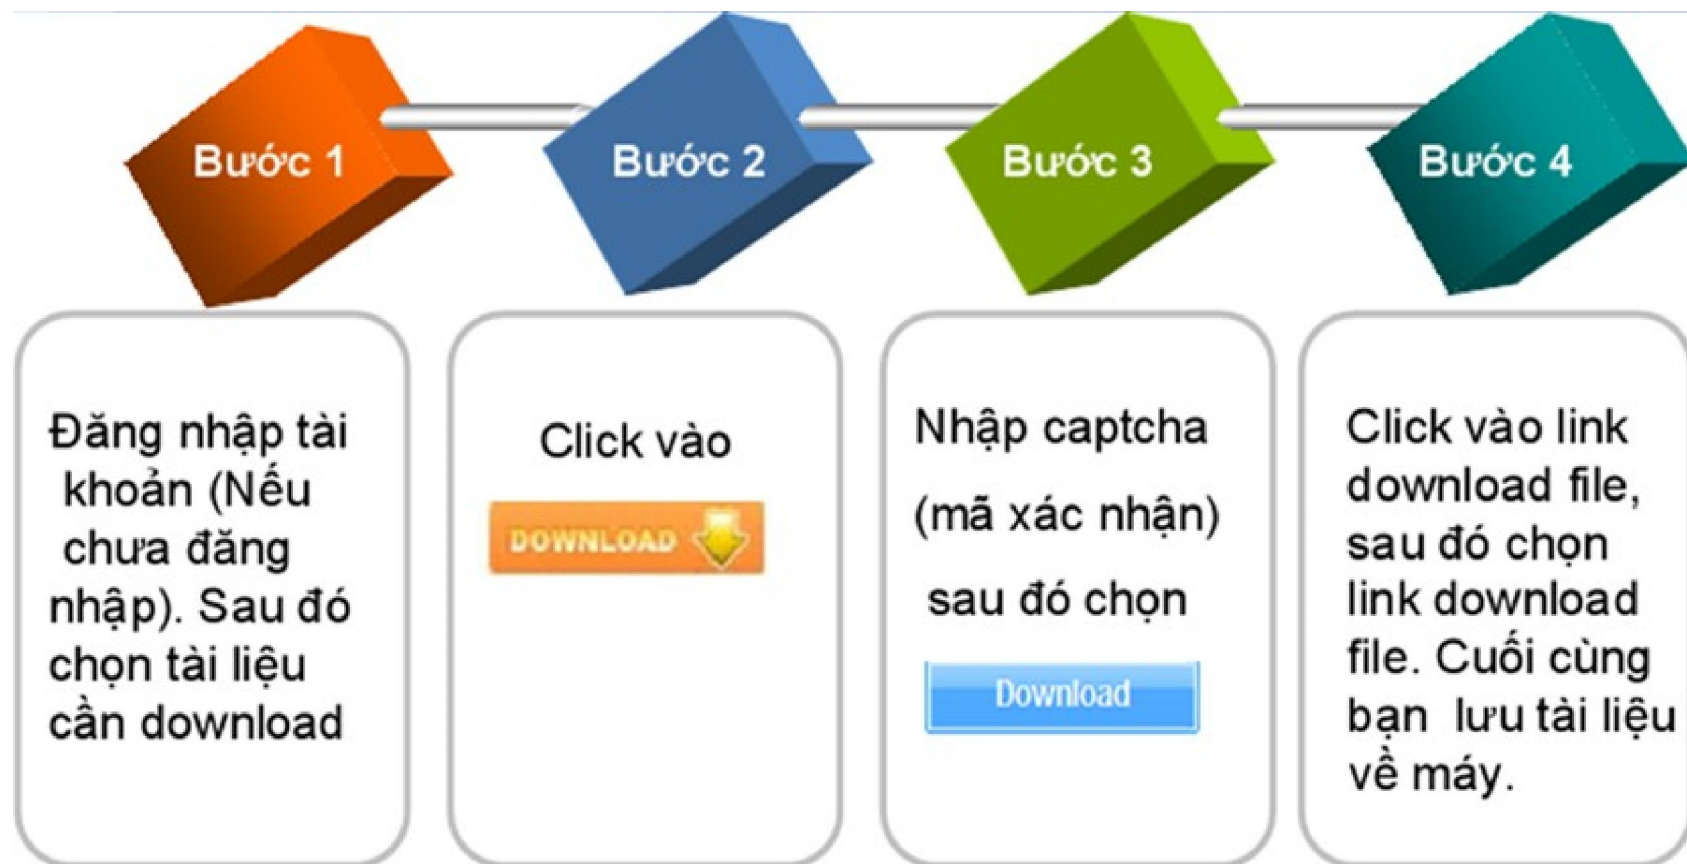 Bước 1
Bước 2
Bước 3
Bước 4
Đăng nhập tài
khoản (Nếu
chưa đăng
nhập). Sau đó
chọn tài liệu
cần download
Click vào
DOWNLOAD
Nhập captcha
(mã xác nhận)
sau đó chọn
Download
Click vào link
download file,
sau đó chọn
link download
file. Cuối cùng
bạn lưu tài liệu
về máy.